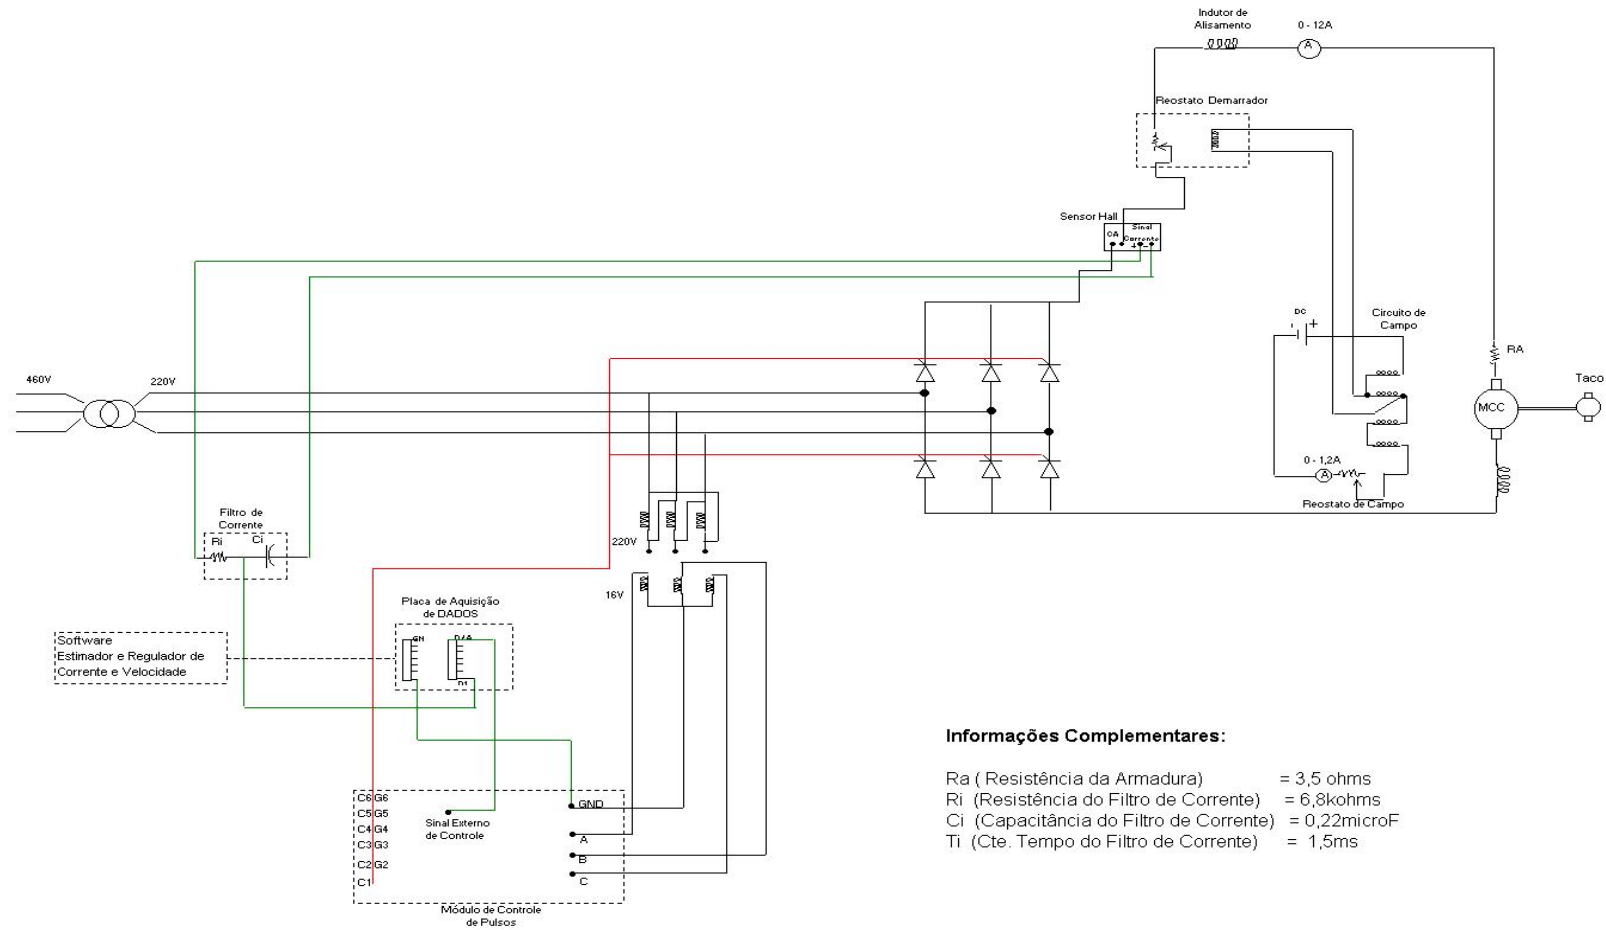 Indutor de
Alisamento
0 - 12A
A
Reostato Demarrador
Sensor Hall
Sinal
CA
Corrente
+ -
DC
- +
Circuito de
Campo
RA
460V
220V
Taco
MCC
0 - 1,2A
A
Reostato de Campo
Filtro de
Corrente
Ri
Ci
220V
16V
Placa de Aquisição
de DADOS
GN
D/A
Software
Estimador e Regulador de
Corrente e Velocidade
Informações Complementares:
Ra ( Resistência da Armadura) = 3,5 ohms
Ri (Resistência do Filtro de Corrente) = 6,8kohms
Ci (Capacitância do Filtro de Corrente) = 0,22microF
Ti (Cte. Tempo do Filtro de Corrente) = 1,5ms
C6 G6
C5 G5
C4 G4
C3 G3
C2 G2
C1
Sinal Externo
de Controle
GND
A
B
C
Módulo de Controle
de Pulsos